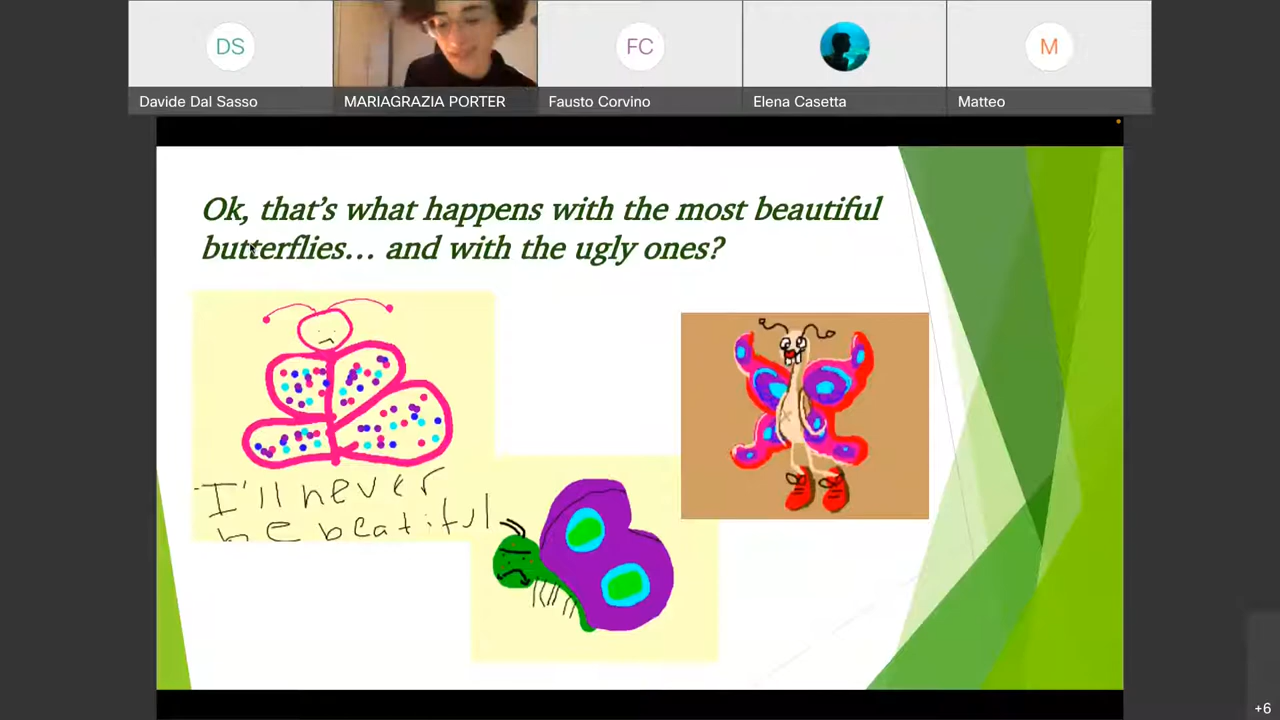 DS
FC
M
Davide Dal Sasso
MARIAGRAZIA PORTER
Fausto Corvino
Elena Casetta
Matteo
Ok, that's what happens with the most beautiful
butterflies... and with the ugly ones?
I'll never
be beatiful
+6